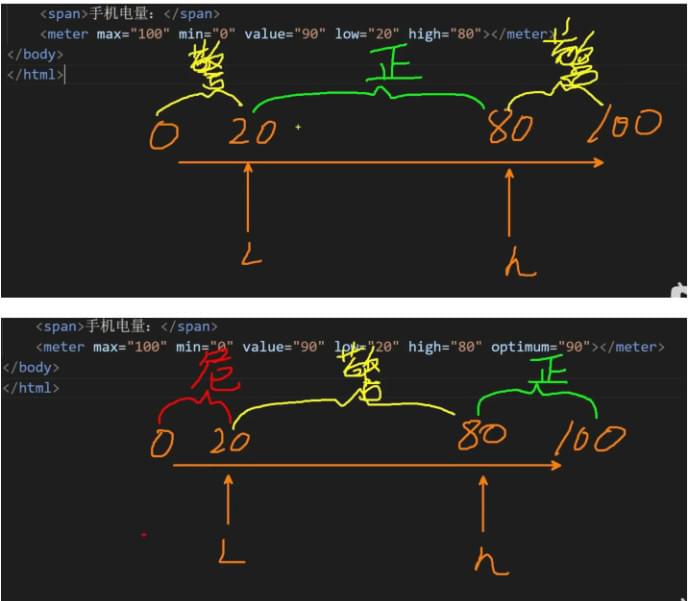 <span>手机电量：</span>
<meter max="100" min="0" value="90" low="20" high="80"></meter>
</body>
</html>
警 正 警
0 20 80 100
L h
<span>手机电量：</span>
<meter max="100" min="0" value="90" low="20" high="80" optimum="90"></meter>
</body>
</html>
危 警 正
0 20 80 100
L h